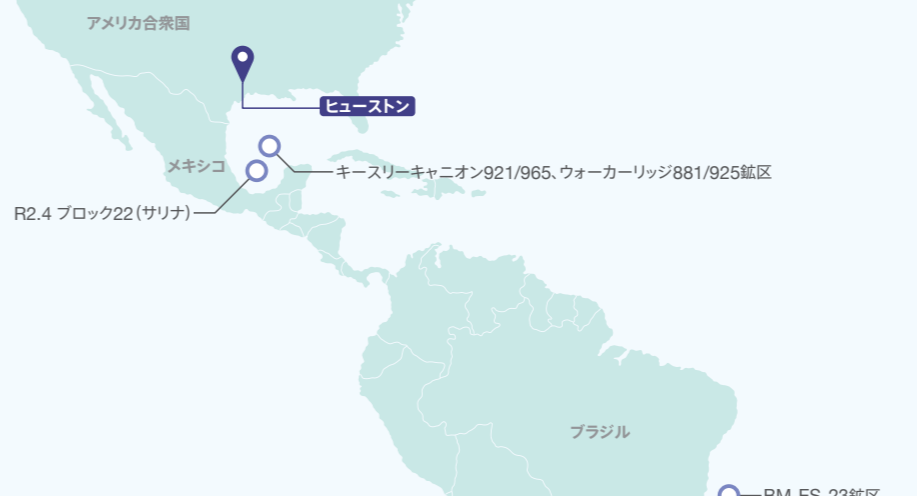 アメリカ合衆国
ヒューストン
メキシコ
キースリーキャニオン921/965、ウォーカーリッジ881/925鉱区
R2.4 ブロック22（サリナ）
ブラジル
BM-ES-23鉱区